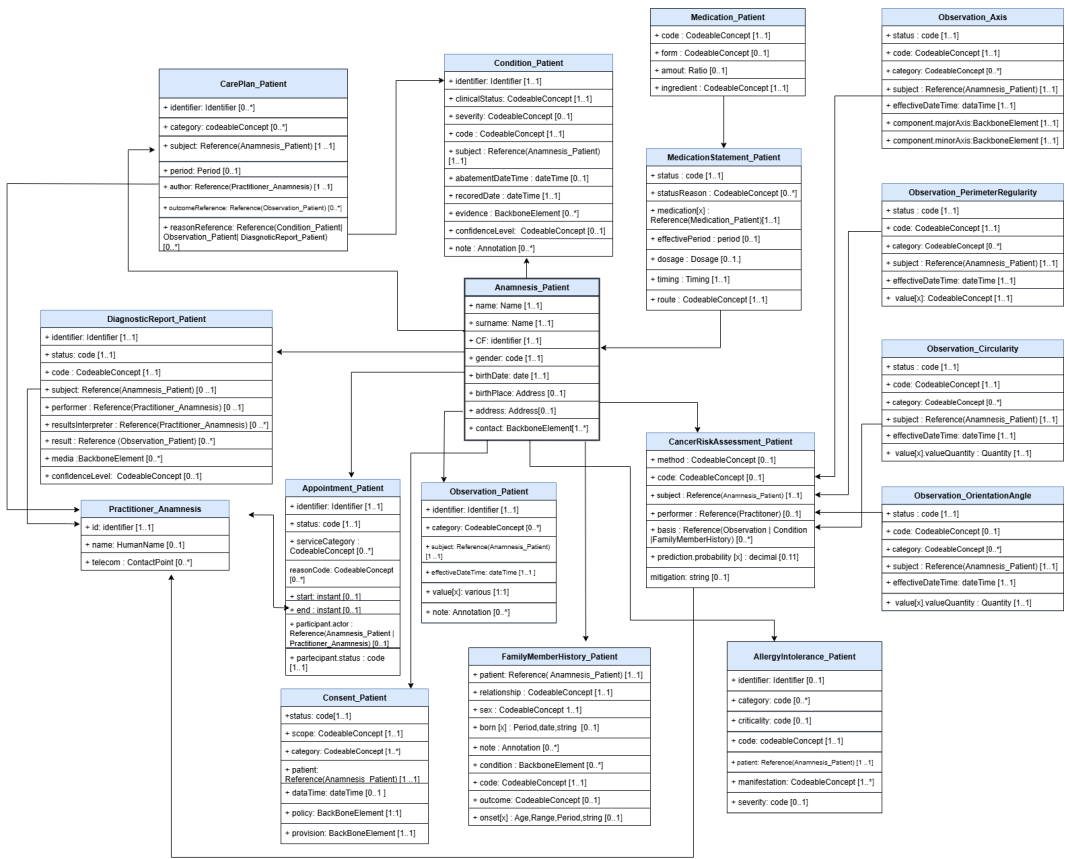 Medication_Patient
+ code : CodeableConcept [1..1]
+ form : CodeableConcept [0..1]
+ amout: Ratio [0..1]
+ ingredient : CodeableConcept [1..1]
Observation_Axis
+ status : code [1..1]
+ code: CodeableConcept [1..1]
+ category: CodeableConcept [0..*]
+ subject : Reference(Anamnesis_Patient) [1..1]
+ effectiveDateTime: dataTime [1..1]
+ component.majorAxis:BackboneElement [1..1]
+ component.minorAxis:BackboneElement [1..1]
Condition_Patient
+ identifier: Identifier [1..1]
+ clinicalStatus: CodeableConcept [1..1]
+ severity: CodeableConcept [0..1]
+ code : CodeableConcept [1..1]
+ subject : Reference(Anamnesis_Patient)
[1..1]
+ abatementDateTime : dateTime [0..1]
+ recoredDate : dateTime [1..1]
+ evidence : BackboneElement [0..*]
+ confidenceLevel: CodeableConcept [0..1]
+ note : Annotation [0..*]
CarePlan_Patient
+ identifier: Identifier [0..*]
+ category: codeableConcept [0..*]
+ subject: Reference(Anamnesis_Patient) [1 ..1]
+ period: Period [0..1]
+ author: Reference(Practitioner_Anamnesis) [1 ..1]
+ outcomeReference: Reference(Observation_Patient) [0..*]
+ reasonReference: Reference(Condition_Patient|
Observation_Patient| DiasgnoticReport_Patient)
[0..*]
MedicationStatement_Patient
+ status : code [1..1]
+ statusReason : CodeableConcept [0..*]
+ medication[x] :
Reference(Medication_Patient)[1..1]
+ effectivePeriod : period [0..1]
+ dosage : Dosage [0..1.]
+ timing : Timing [1..1]
+ route : CodeableConcept [1..1]
Observation_PerimeterRegularity
+ status : code [1..1]
+ code: CodeableConcept [1..1]
+ category: CodeableConcept [0..*]
+ subject : Reference(Anamnesis_Patient) [1..1]
+ effectiveDateTime: dateTime [1..1]
+ value[x]: CodeableConcept [1..1]
Anamnesis_Patient
+ name: Name [1..1]
+ surname: Name [1..1]
+ CF: identifier [1..1]
+ gender: code [1..1]
+ birthDate: date [1..1]
+ birthPlace: Address [0..1]
+ address: Address[0..1]
+ contact: BackboneElement[1..*]
DiagnosticReport_Patient
+ identifier: Identifier [1..1]
+ status: code [1..1]
+ code : CodeableConcept [1..1]
+ subject: Reference(Anamnesis_Patient) [0 ..1]
+ performer : Reference(Practitioner_Anamnesis) [0 ..1]
+ resultsInterpreter : Reference(Practitioner_Anamnesis) [0 ..*]
+ result : Reference (Observation_Patient) [0..*]
+ media :BackboneElement [0..*]
+ confidenceLevel: CodeableConcept [0..1]
Observation_Circularity
+ status : code [1..1]
+ code: CodeableConcept [1..1]
+ category: CodeableConcept [0..*]
+ subject : Reference(Anamnesis_Patient) [1..1]
+ effectiveDateTime: dateTime [1..1]
+ value[x].valueQuantity : Quantity [1..1]
CancerRiskAssessment_Patient
+ method : CodeableConcept [0..1]
+ code: CodeableConcept [0..1]
+ subject : Reference(Anamnesis_Patient) [1..1]
+ performer : Reference(Practitoner) [0..1]
+ basis : Reference(Observation | Condition
|FamilyMemberHistory) [0..*]
+ prediction.probability [x] : decimal [0.11]
mitigation: string [0..1]
Observation_OrientationAngle
+ status : code [1..1]
+ code: CodeableConcept [0..1]
+ category: CodeableConcept [0..*]
+ subject : Reference(Anamnesis_Patient) [1..1]
+ effectiveDateTime: dateTime [1..1]
+ value[x].valueQuantity : Quantity [1..1]
Practitioner_Anamnesis
+ id: identifier [1..1]
+ name: HumanName [0..1]
+ telecom : ContactPoint [0..*]
Appointment_Patient
+ identifier: Identifier [1..1]
+ status: code [1..1]
+ serviceCategory :
CodeableConcept [0..*]
reasonCode: CodeableConcept
[0..*]
+ start: instant [0..1]
+ end : instant [0..1]
+ participant.actor :
Reference(Anamnesis_Patient |
Practitioner_Anamnesis) [0..1]
+ partecipant.status : code
[1..1]
Observation_Patient
+ identifier: Identifier [1..1]
+ category: CodeableConcept [0..*]
+ subject: Reference(Anamnesis_Patient)
[1 ..1]
+ effectiveDateTime: dateTime [1..1 ]
+ value[x]: various [1:1]
+ note: Annotation [0..*]
FamilyMemberHistory_Patient
+ patient: Reference( Anamnesis_Patient) [1..1]
+ relationship : CodeableConcept [1..1]
+ sex : CodeableConcept 1..1]
+ born [x] : Period,date,string [0..1]
+ note : Annotation [0..*]
+ condition : BackboneElement [0..*]
+ code: CodeableConcept [1..1]
+ outcome: CodeableConcept [0..1]
+ onset[x] : Age,Range,Period,string [0..1]
AllergyIntolerance_Patient
+ identifier: Identifier [0..1]
+ category: code [0..*]
+ criticality: code [0..1]
+ code: codeableConcept [1..1]
+ patient: Reference(Anamnesis_Patient) [1 ..1]
+ manifestation: CodeableConcept [1..*]
+ severity: code [0..1]
Consent_Patient
+status: code[1..1]
+ scope: CodeableConcept [1..1]
+ category: CodeableConcept [1..*]
+ patient:
Reference(Anamnesis_Patient) [1 ..1]
+ dataTime: dateTime [0..1 ]
+ policy: BackBoneElement [1:1]
+ provision: BackBoneElement [1..1]